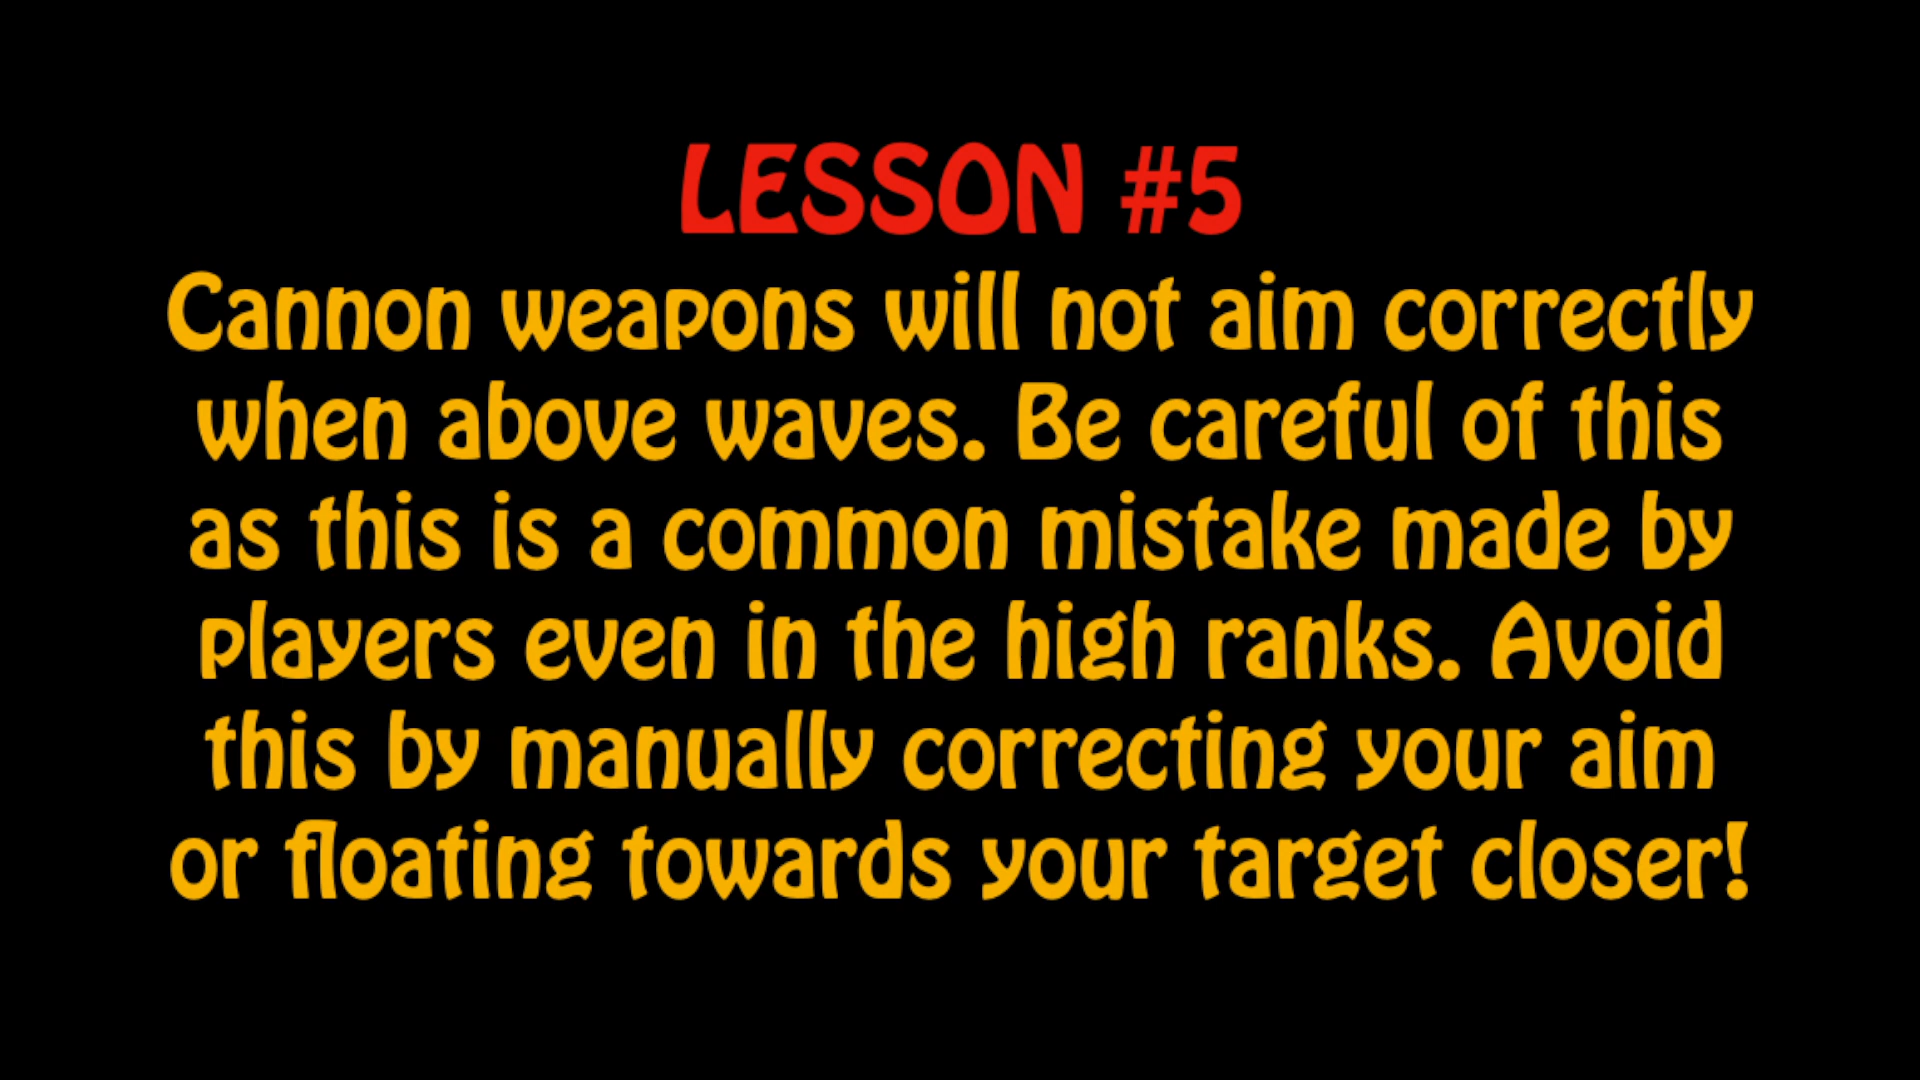 LESSON #5
Cannon weapons will not aim correctly
when above waves. Be careful of this
as this is a common mistake made by
players even in the high ranks. Avoid
this by manually correcting your aim
or floating towards your target closer!